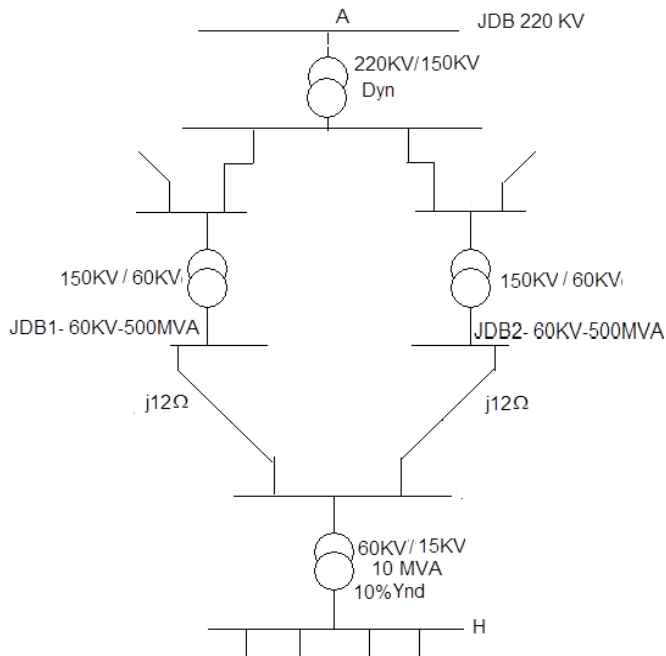 A
JDB 220 KV
220KV/150KV
Dyn
150KV / 60KV
150KV / 60KV
JDB1- 60KV-500MVA
JDB2- 60KV-500MVA
j12Ω
j12Ω
60KV/ 15KV
10 MVA
10%Ynd
H